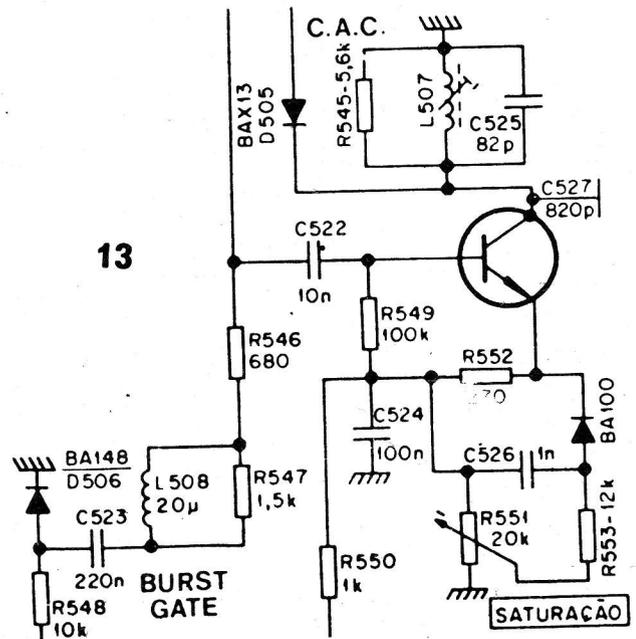 C.A.C.
BAX13
D505
R545-5,6k
L507
C525
82p
C527
820p
13
C522
10n
R549
100k
R546
680
R552
C524
100n
BA100
C526
1n
BA148
D506
L508
20µ
R547
1,5k
C523
220n
R551
20k
R553-12k
R550
1k
BURST
GATE
R548
10k
SATURAÇÃO